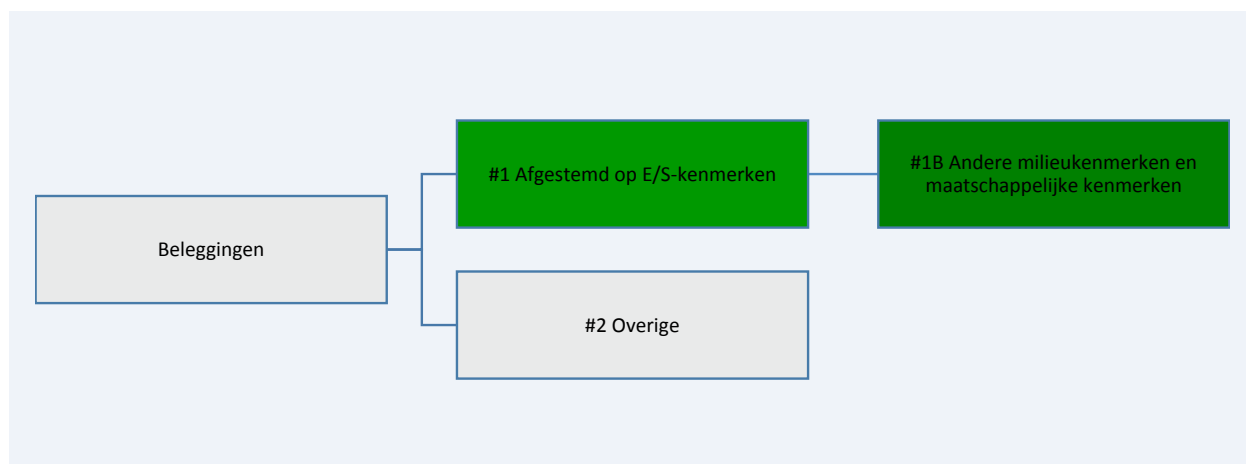 #1 Afgestemd op E/S-kenmerken
#1B Andere milieukenmerken en
maatschappelijke kenmerken
Beleggingen
#2 Overige